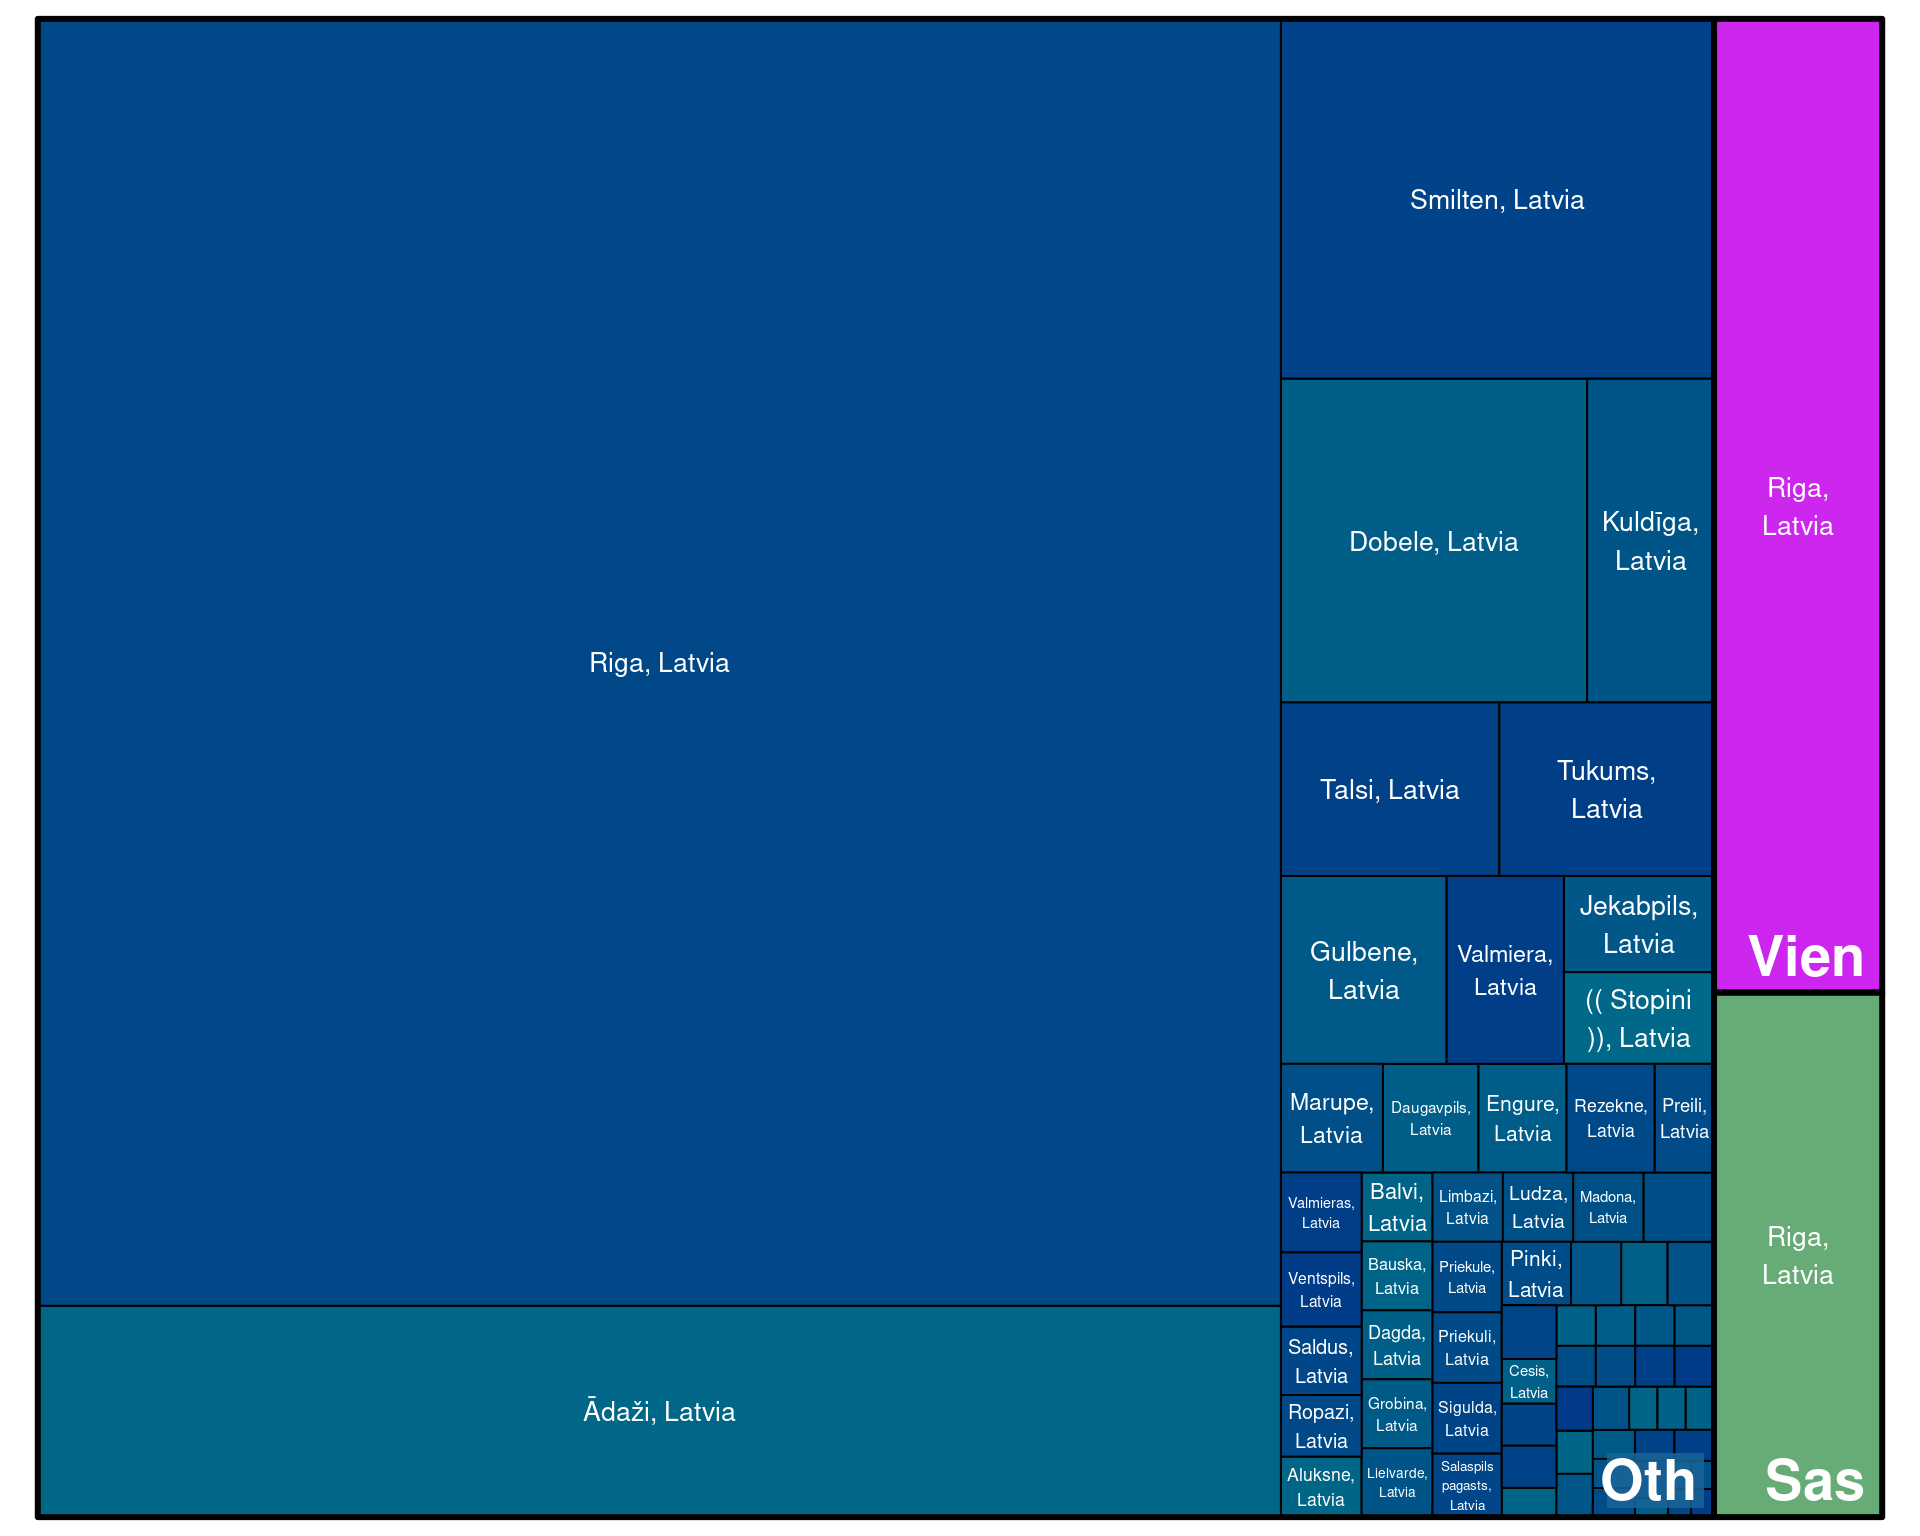 Riga, Latvia
Ādaži, Latvia
Smilten, Latvia
Dobele, Latvia
Kuldīga,
Latvia
Talsi, Latvia
Tukums,
Latvia
Gulbene,
Latvia
Valmiera,
Latvia
Jekabpils,
Latvia
(( Stopini
)), Latvia
Marupe,
Latvia
Daugavpils,
Latvia
Engure,
Latvia
Rezekne,
Latvia
Preili,
Latvia
Valmieras,
Latvia
Ventspils,
Latvia
Saldus,
Latvia
Ropazi,
Latvia
Aluksne,
Latvia
Balvi,
Latvia
Bauska,
Latvia
Dagda,
Latvia
Grobina,
Latvia
Lielvarde,
Latvia
Limbazi,
Latvia
Priekule,
Latvia
Priekuli,
Latvia
Sigulda,
Latvia
Salaspils
pagasts,
Latvia
Ludza,
Latvia
Madona,
Latvia
Pinki,
Latvia
Cesis,
Latvia
Oth
Riga,
Latvia
Vien
Riga,
Latvia
Sas